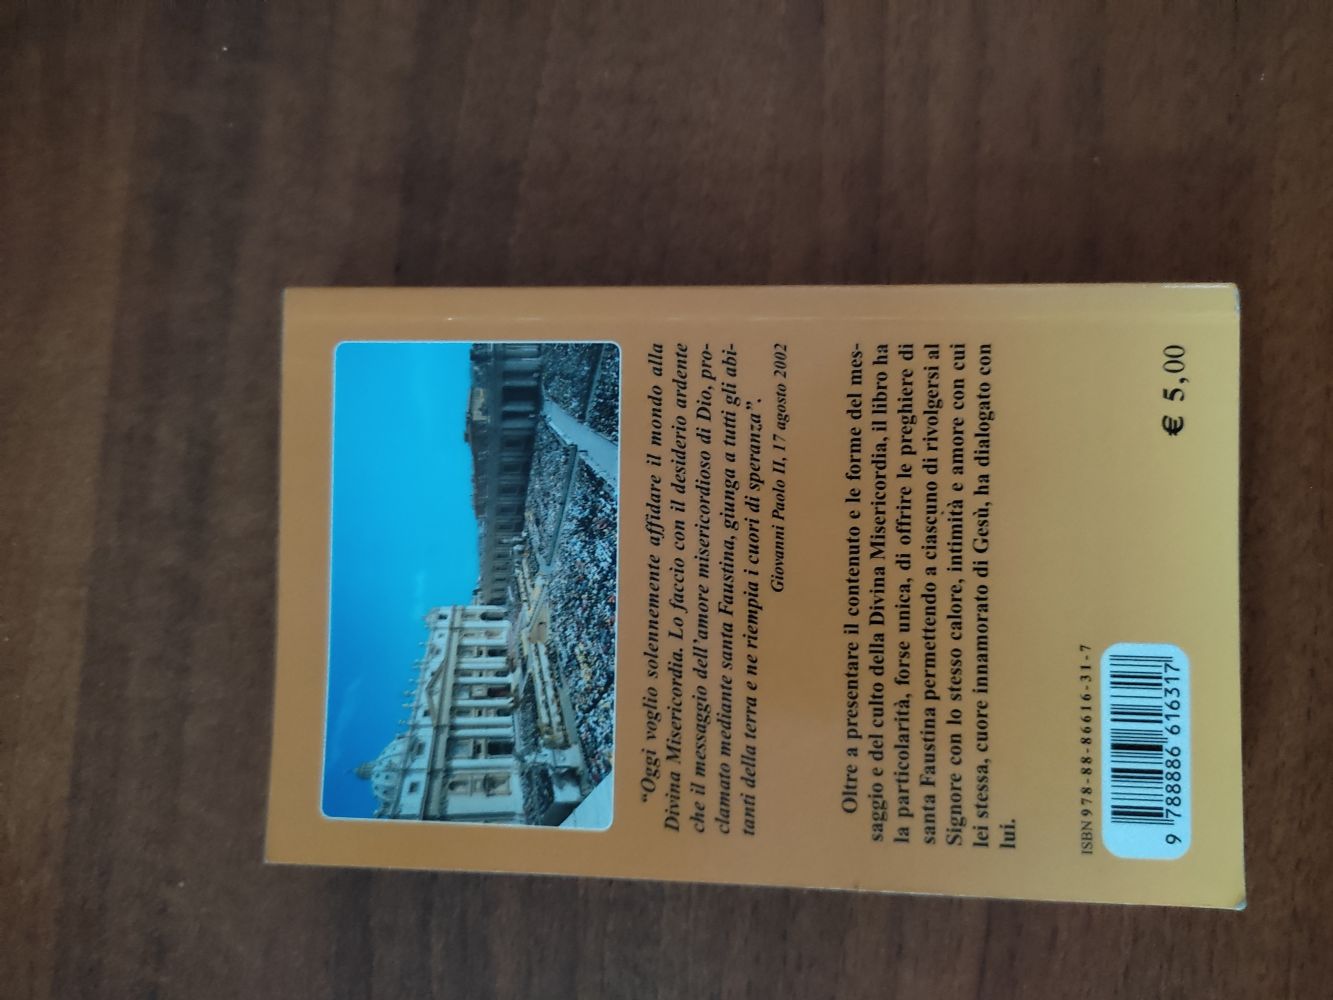 “Oggi voglio solennemente affidare il mondo alla
Divina Misericordia. Lo faccio con il desiderio ardente
che il messaggio dell’amore misericordioso di Dio, pro-
clamato mediante santa Faustina, giunga a tutti gli abi-
tanti della terra e ne riempia i cuori di speranza”.
Giovanni Paolo II, 17 agosto 2002
Oltre a presentare il contenuto e le forme del mes-
saggio e del culto della Divina Misericordia, il libro ha
la particolarità, forse unica, di offrire le preghiere di
santa Faustina permettendo a ciascuno di rivolgersi al
Signore con lo stesso calore, intimità e amore con cui
lei stessa, cuore innamorato di Gesù, ha dialogato con
lui.
ISBN 978-88-86616-31-7
9 788886 616317
€ 5,00